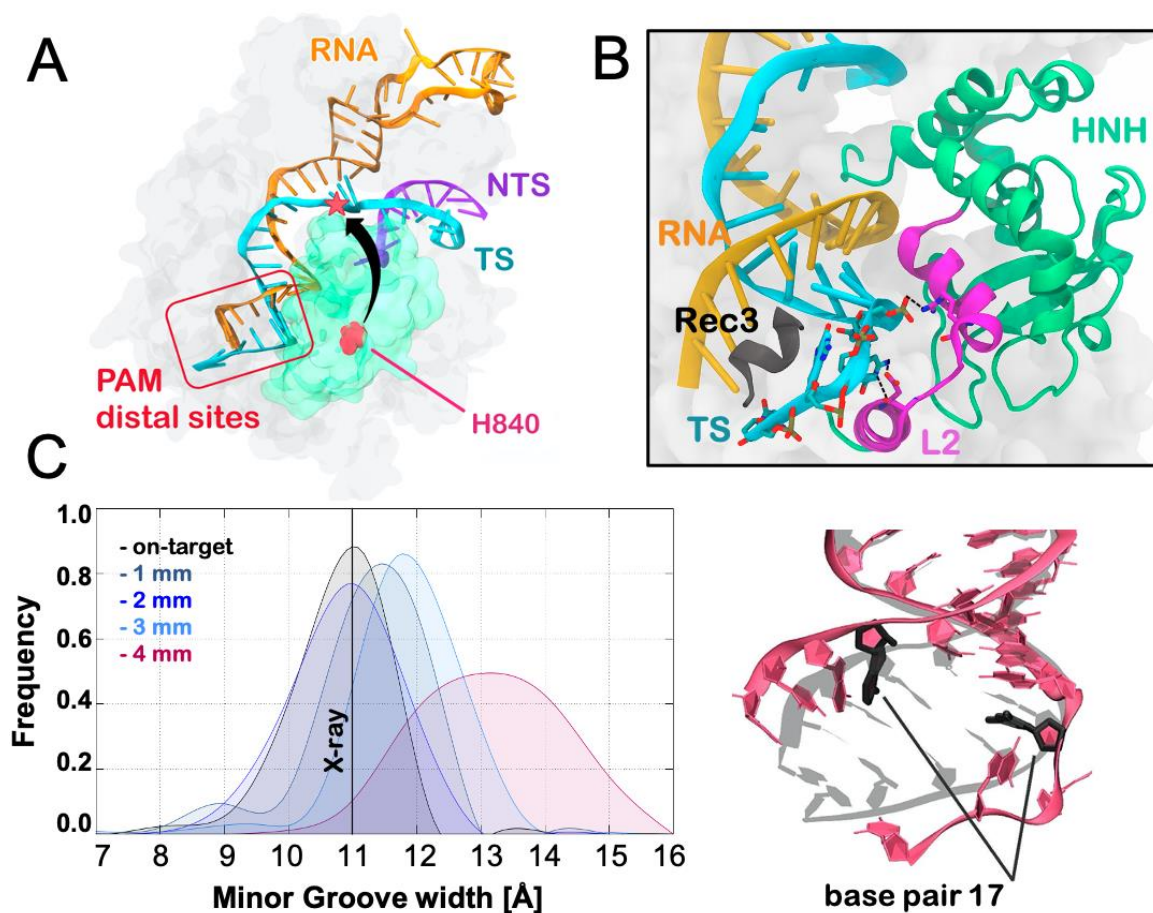 A
RNA
NTS
TS
PAM
distal sites
H840
B
HNH
RNA
Rec3
TS
L2
C
1.0
0.8
0.6
0.4
0.2
0.0
Frequency
- on-target
- 1 mm
- 2 mm
- 3 mm
- 4 mm
X-ray
7 8 9 10 11 12 13 14 15 16
Minor Groove width [Å]
base pair 17